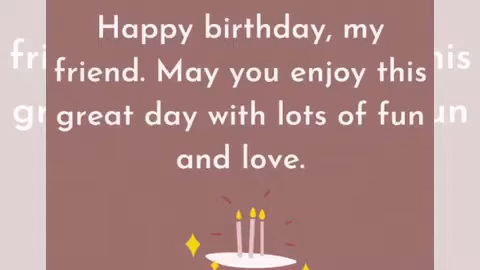 Happy birthday, my
friend. May you enjoy this
great day with lots of fun
and love.